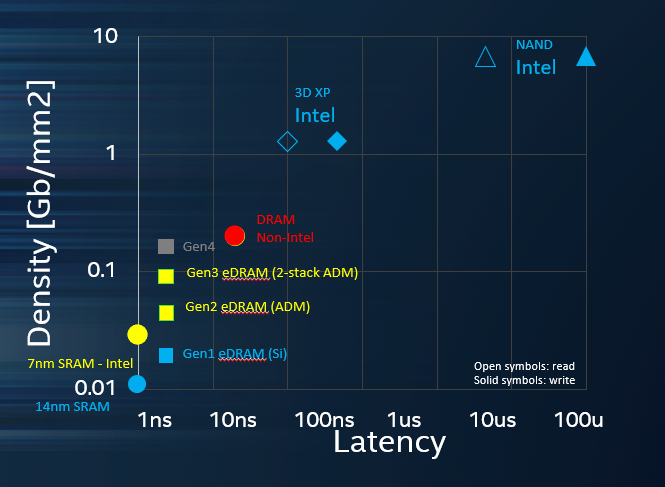 10
NAND
Intel
3D XP
Intel
Density [Gb/mm2]
1
DRAM
Non-Intel
Gen4
0.1
Gen3 eDRAM (2-stack ADM)
Gen2 eDRAM (ADM)
7nm SRAM - Intel
Gen1 eDRAM (Si)
Open symbols: read
Solid symbols: write
0.01
14nm SRAM
1ns 10ns 100ns 1us 10us 100u
Latency